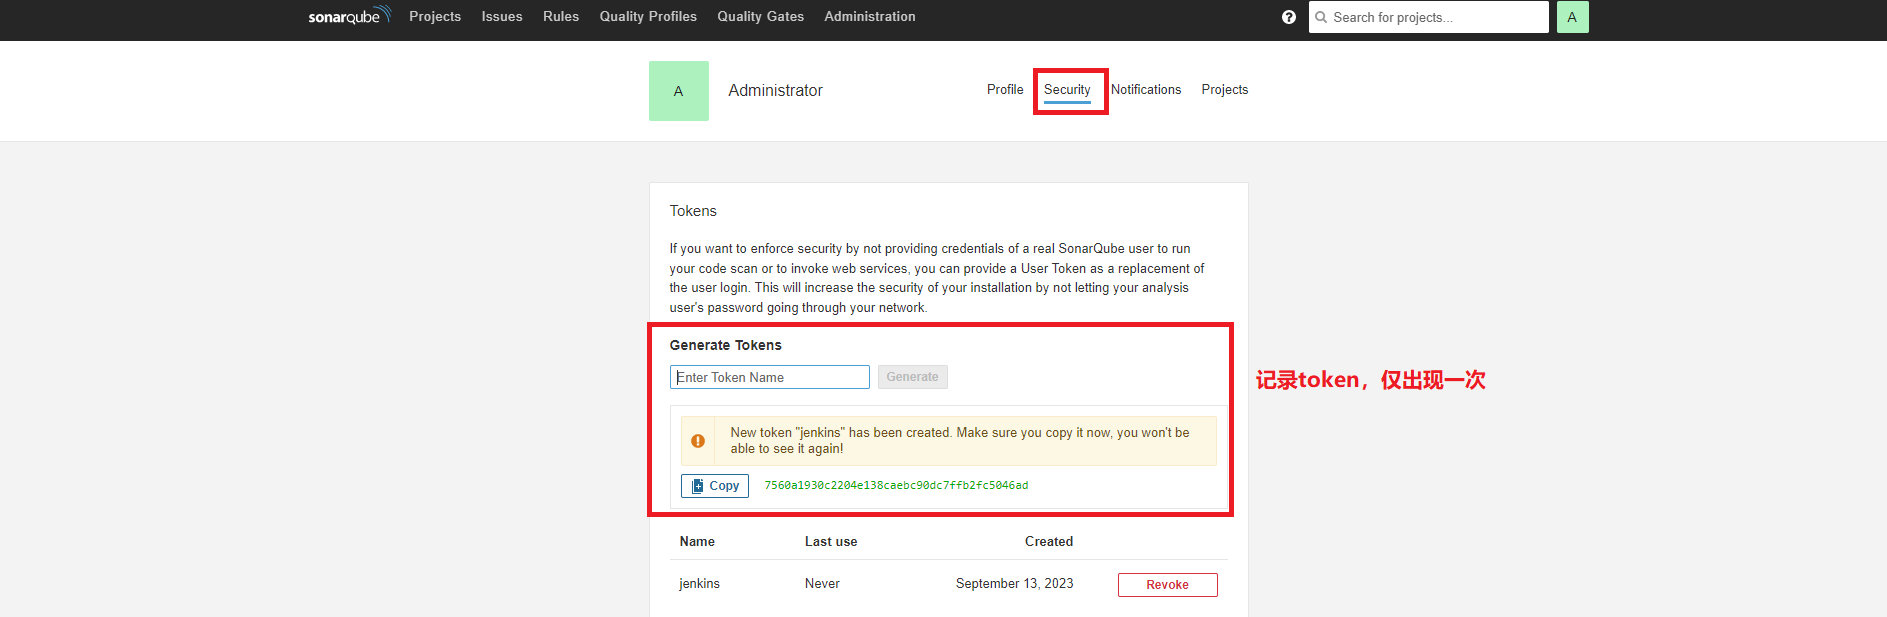 sonarqube Projects Issues Rules Quality Profiles Quality Gates Administration ? Search for projects... A
A Administrator Profile Security Notifications Projects
Tokens
If you want to enforce security by not providing credentials of a real SonarQube user to run
your code scan or to invoke web services, you can provide a User Token as a replacement of
the user login. This will increase the security of your installation by not letting your analysis
user's password going through your network.
Generate Tokens
Enter Token Name Generate
记录token，仅出现一次
New token "jenkins" has been created. Make sure you copy it now, you won't be
able to see it again!
Copy 7560a1930c2204e138caebc90dc7ffb2fc5046ad
Name Last use Created
jenkins Never September 13, 2023 Revoke